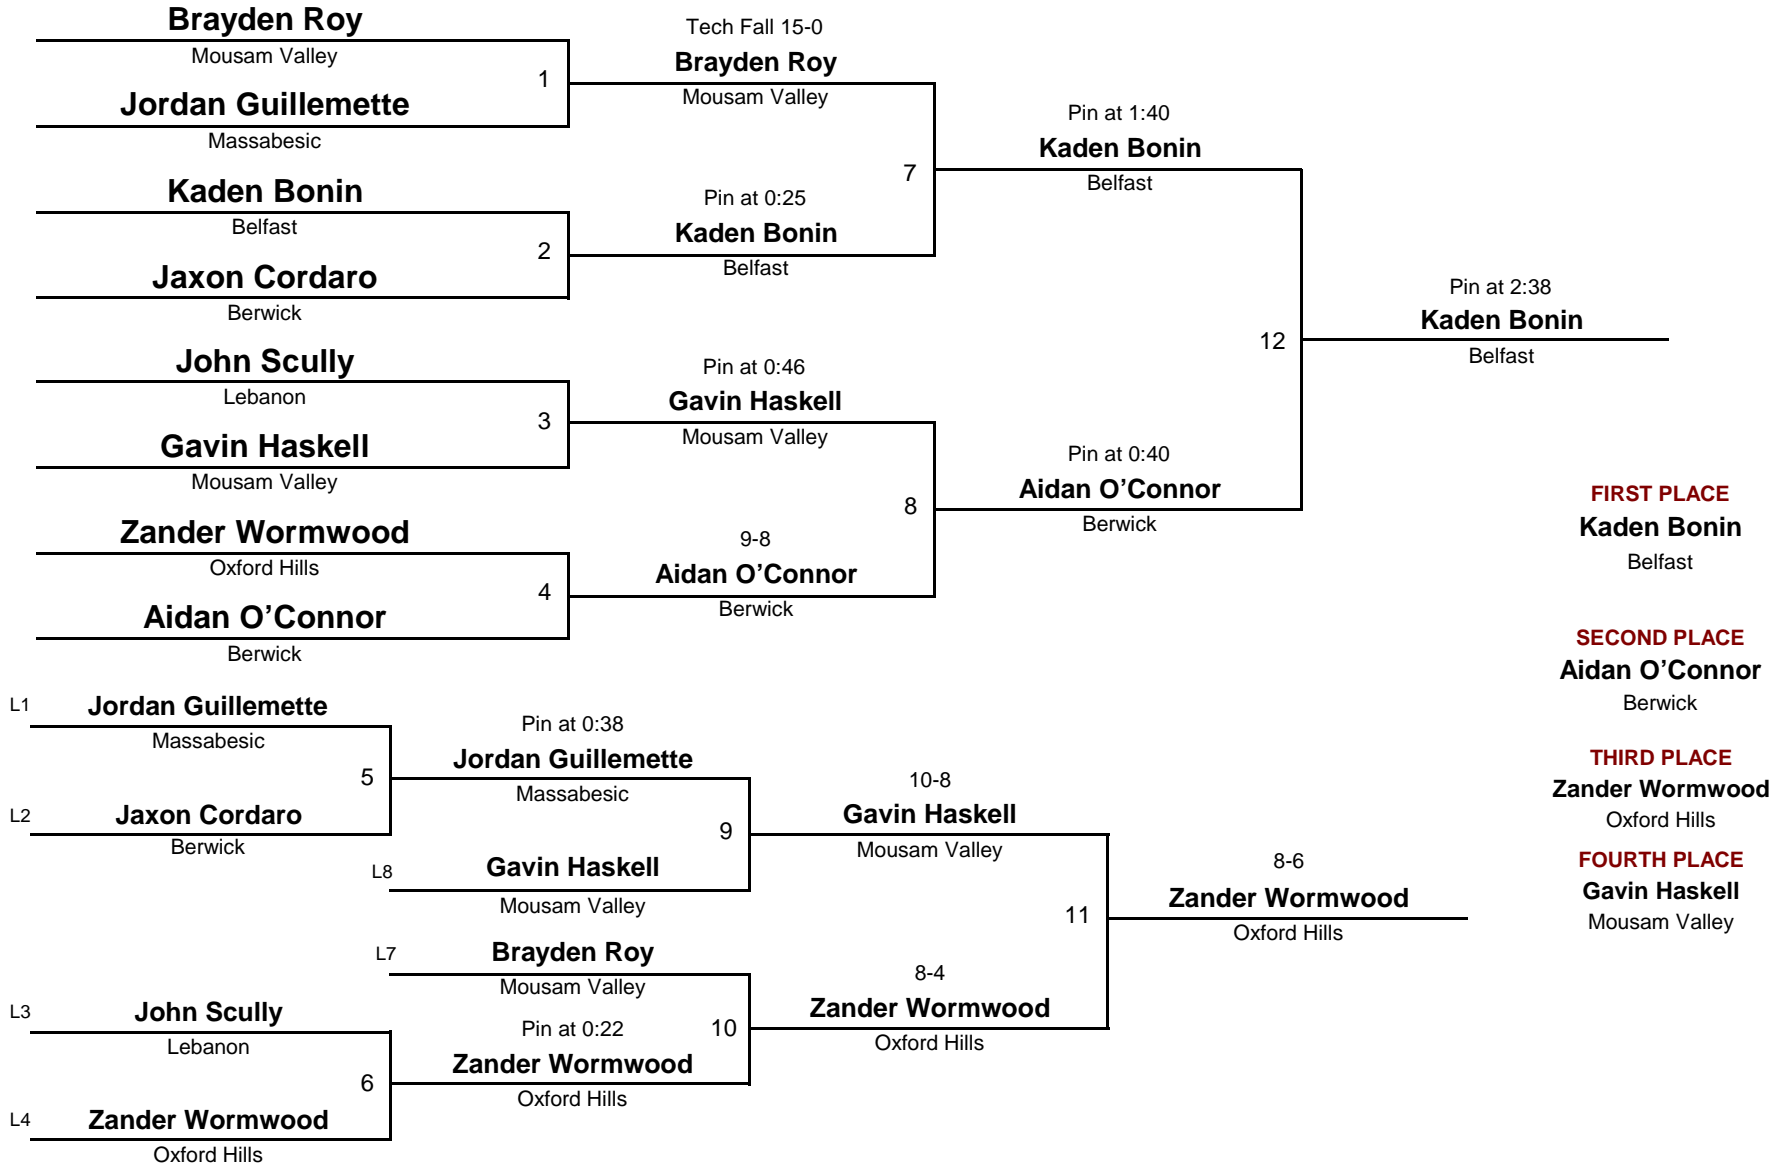 Brayden Roy
Mousam Valley
1
Jordan Guillemette
Massabesic
Kaden Bonin
Belfast
2
Jaxon Cordaro
Berwick
John Scully
Lebanon
3
Gavin Haskell
Mousam Valley
Zander Wormwood
Oxford Hills
4
Aidan O’Connor
Berwick
Tech Fall 15-0
Brayden Roy
Mousam Valley
7
Pin at 0:25
Kaden Bonin
Belfast
Pin at 0:46
Gavin Haskell
Mousam Valley
8
9-8
Aidan O’Connor
Berwick
Pin at 1:40
Kaden Bonin
Belfast
12
Pin at 0:40
Aidan O’Connor
Berwick
Pin at 2:38
Kaden Bonin
Belfast
FIRST PLACE
Kaden Bonin
Belfast
SECOND PLACE
Aidan O’Connor
Berwick
THIRD PLACE
Zander Wormwood
Oxford Hills
FOURTH PLACE
Gavin Haskell
Mousam Valley
L1 Jordan Guillemette
Massabesic
5
L2 Jaxon Cordaro
Berwick
Pin at 0:38
Jordan Guillemette
Massabesic
9
L8 Gavin Haskell
Mousam Valley
L7 Brayden Roy
Mousam Valley
10
Pin at 0:22
Zander Wormwood
Oxford Hills
L3 John Scully
Lebanon
6
L4 Zander Wormwood
Oxford Hills
10-8
Gavin Haskell
Mousam Valley
11
8-4
Zander Wormwood
Oxford Hills
8-6
Zander Wormwood
Oxford Hills